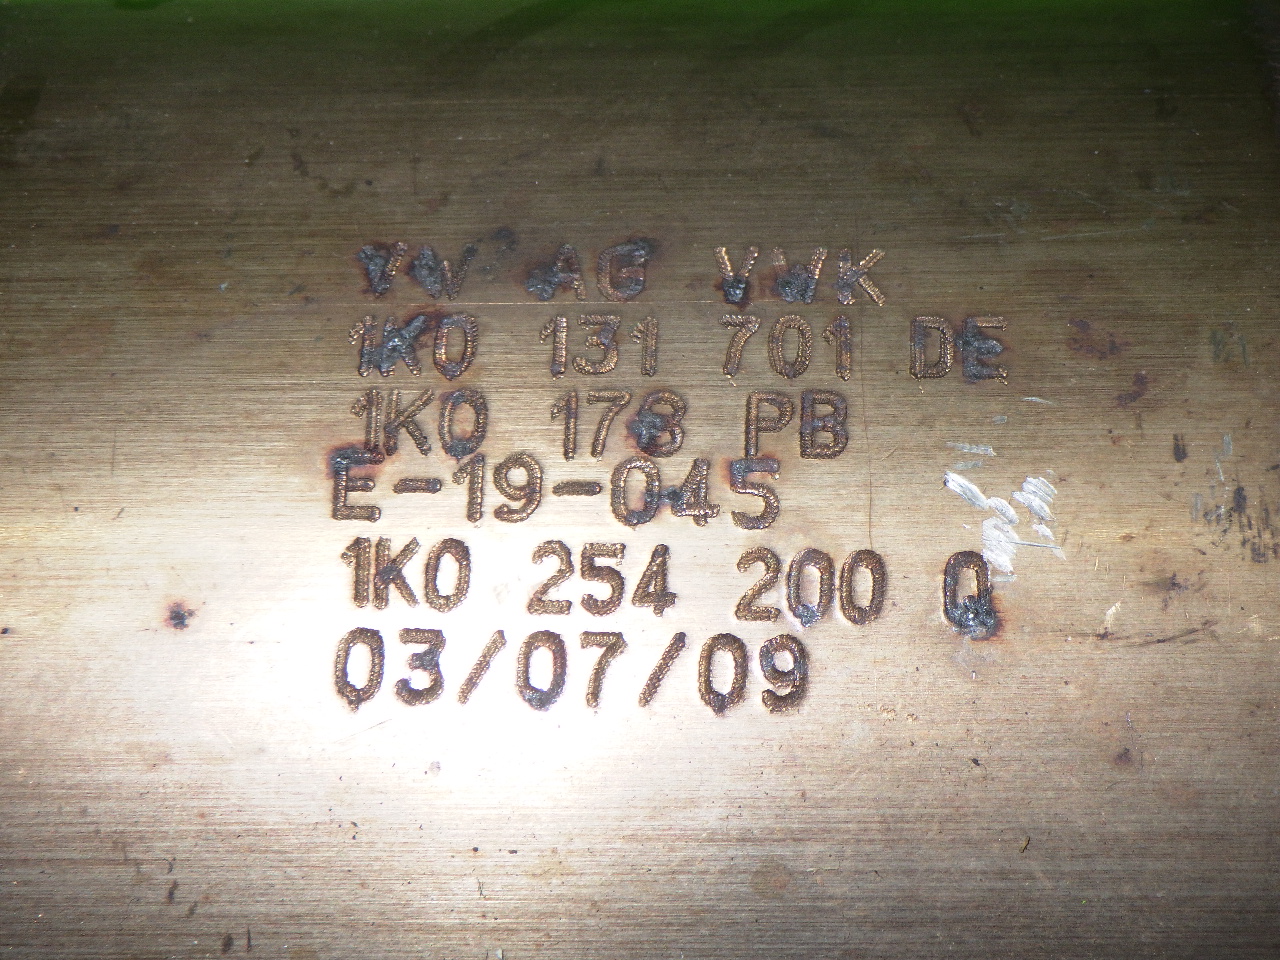 VW AG VWK
1K0 131 701 DE
1K0 178 PB
E-19-045
1K0 254 200 Q
03/07/09